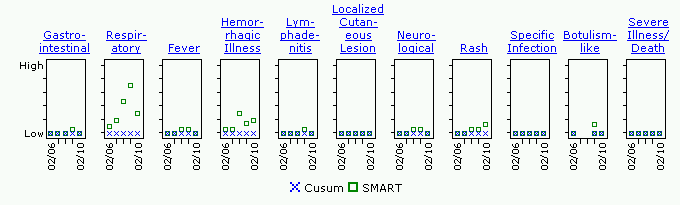 Gastro-
intestinal
Respir-
atory
Fever
Hemor-
rhagic
Illness
Lym-
phade-
nitis
Localized
Cutan-
eous
Lesion
Neuro-
logical
Rash
Specific
Infection
Botulism-
like
Severe
Illness/
Death
High
Low
02/06 02/10 02/06 02/10 02/06 02/10 02/06 02/10 02/06 02/10 02/06 02/10 02/06 02/10 02/06 02/10 02/06 02/10 02/06 02/10 02/06 02/10
Cusum SMART